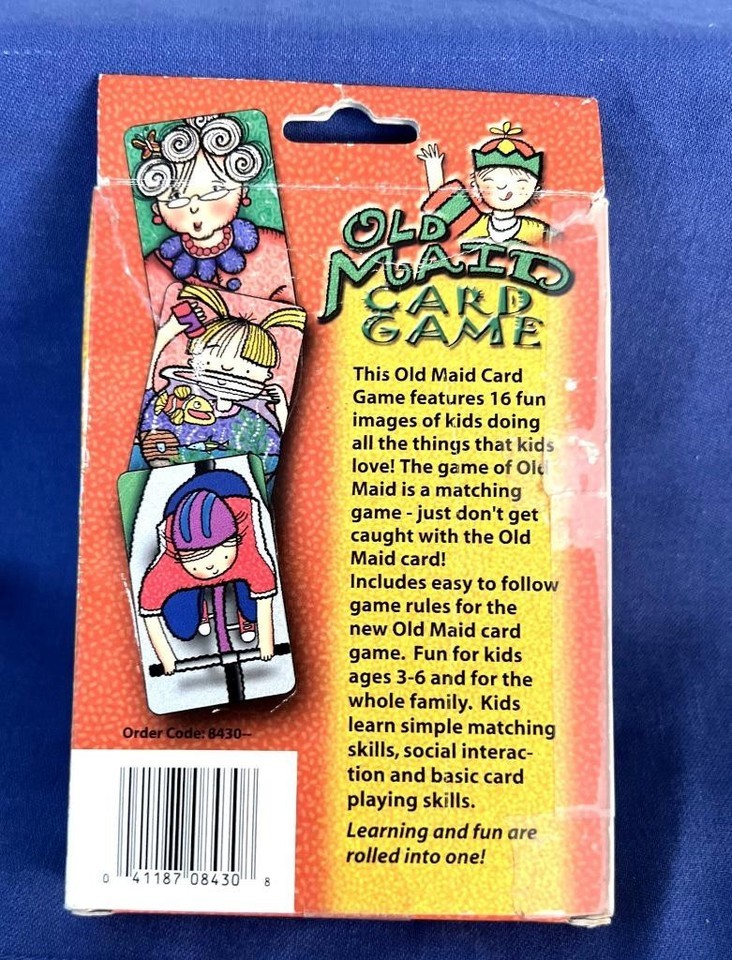 OLD
MAID
CARD
GAME
This Old Maid Card
Game features 16 fun
images of kids doing
all the things that kids
love! The game of Old
Maid is a matching
game - just don't get
caught with the Old
Maid card!
Includes easy to follow
game rules for the
new Old Maid card
game. Fun for kids
ages 3-6 and for the
whole family. Kids
learn simple matching
skills, social interac-
tion and basic card
playing skills.
Learning and fun are
rolled into one!
Order Code: 8430--
0 41187 08430 8